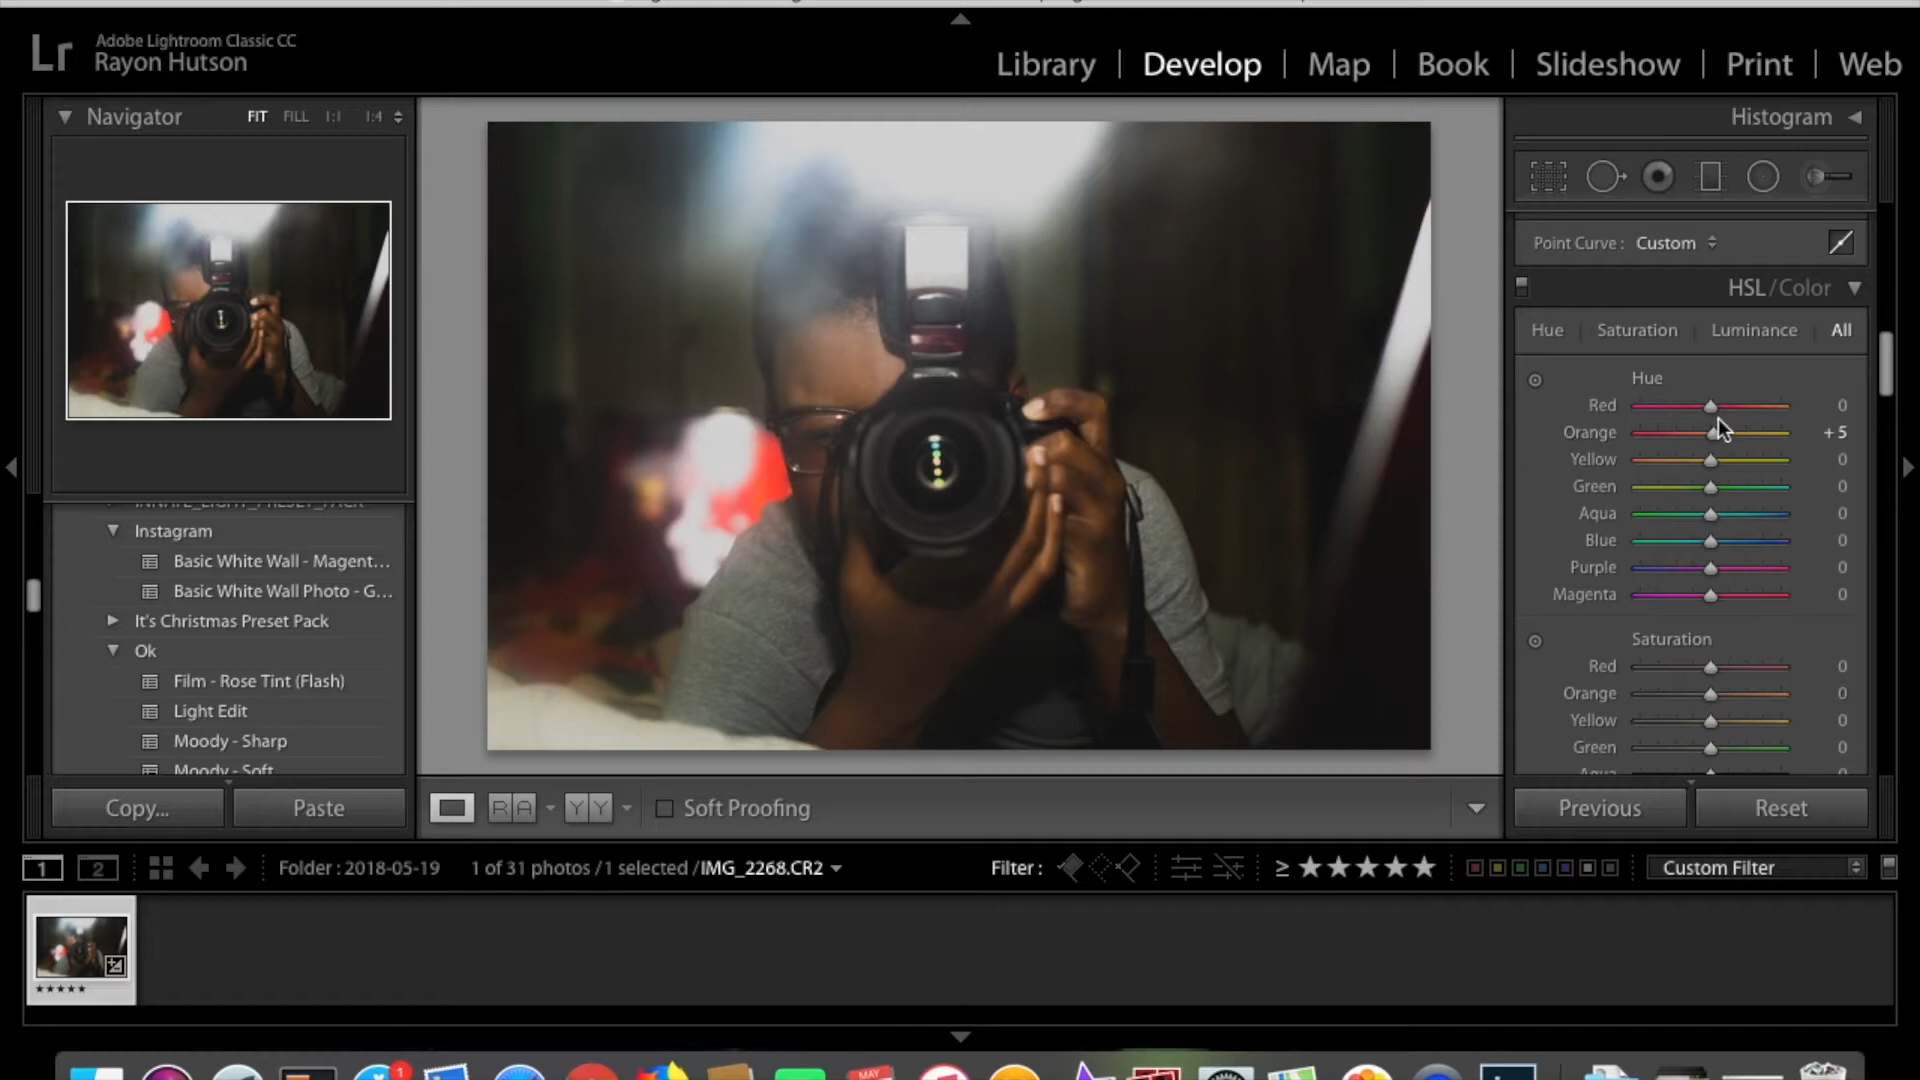 Lr Adobe Lightroom Classic CC
Rayon Hutson
Library | Develop | Map | Book | Slideshow | Print | Web
Navigator FIT FILL 1:1 1:4
Histogram
Instagram
Basic White Wall - Magent...
Basic White Wall Photo - G...
It's Christmas Preset Pack
Ok
Film - Rose Tint (Flash)
Light Edit
Moody - Sharp
Moody - Soft
Copy... Paste
R A Y Y Soft Proofing
Point Curve : Custom
HSL / Color
Hue | Saturation | Luminance | All
Hue
Red 0
Orange + 5
Yellow 0
Green 0
Aqua 0
Blue 0
Purple 0
Magenta 0
Saturation
Red 0
Orange 0
Yellow 0
Green 0
Aqua
Previous Reset
1 2 Folder : 2018-05-19 1 of 31 photos / 1 selected / IMG_2268.CR2 Filter : ≥ ★★★★★ Custom Filter
★★★★★
1 MAY